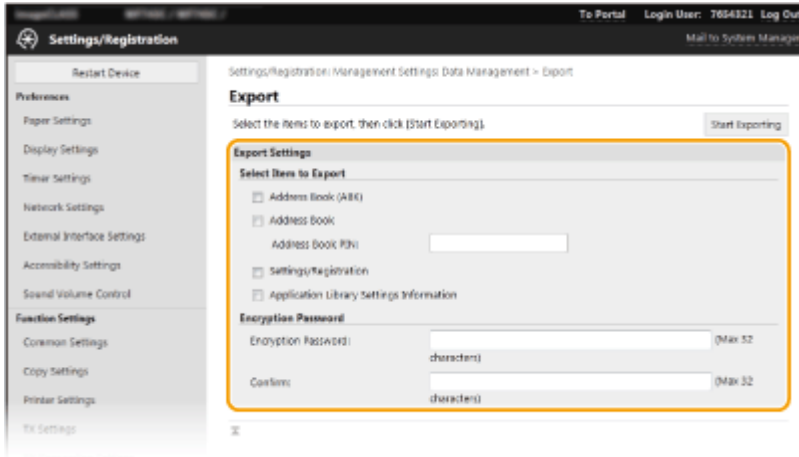 To Portal Login User: 7654321 Log Out
Settings/Registration
Mail to System Manager
Restart Device
Preferences
Paper Settings
Display Settings
Timer Settings
Network Settings
External Interface Settings
Accessibility Settings
Sound Volume Control
Function Settings
Common Settings
Copy Settings
Printer Settings
TX Settings
Settings/Registration: Management Settings: Data Management > Export
Export
Select the items to export, then click [Start Exporting].
Start Exporting
Export Settings
Select Item to Export
Address Book (ABK)
Address Book
Address Book PIN:
Settings/Registration
Application Library Settings Information
Encryption Password
Encryption Password: (Max 32
characters)
Confirm: (Max 32
characters)